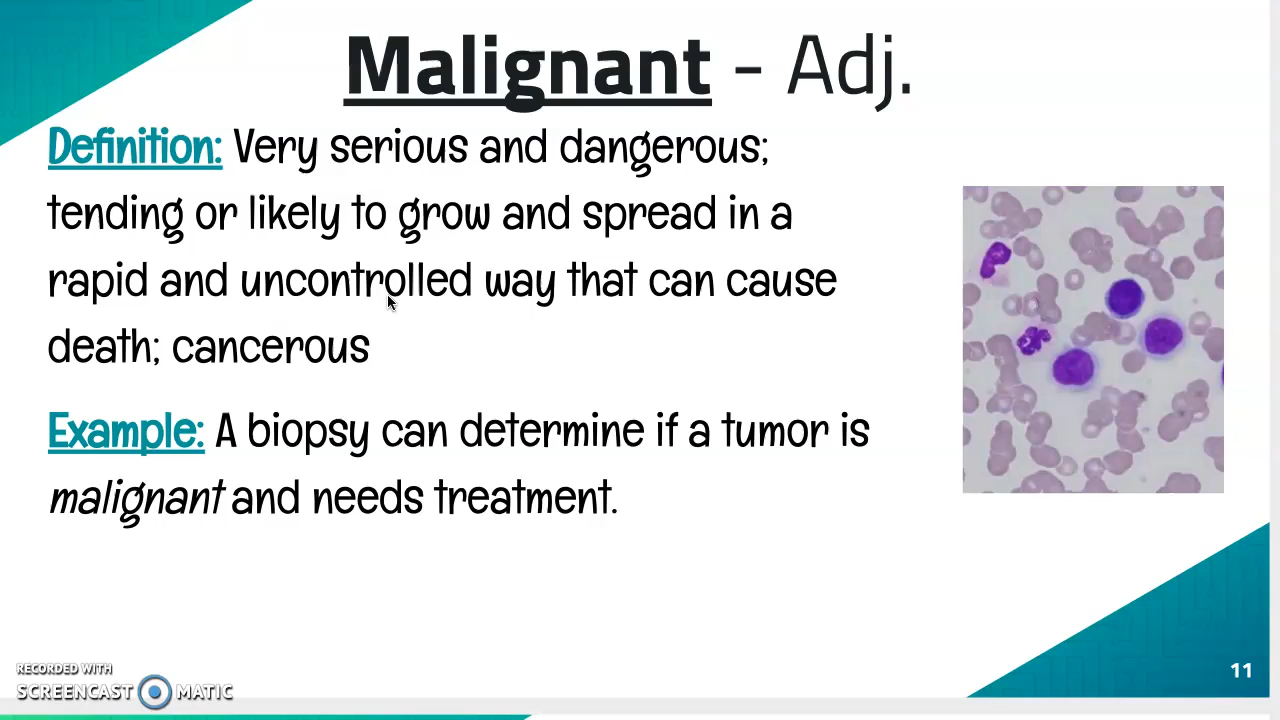 Malignant - Adj.
Definition: Very serious and dangerous;
tending or likely to grow and spread in a
rapid and uncontrolled way that can cause
death; cancerous
Example: A biopsy can determine if a tumor is
malignant and needs treatment.
RECORDED WITH
SCREENCAST MATIC
11